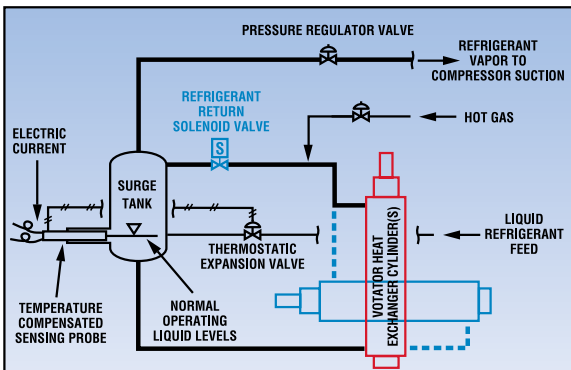 PRESSURE REGULATOR VALVE
REFRIGERANT
VAPOR TO
COMPRESSOR SUCTION
REFRIGERANT
RETURN
SOLENOID VALVE
S
HOT GAS
ELECTRIC
CURRENT
SURGE
TANK
THERMOSTATIC
EXPANSION VALVE
LIQUID
REFRIGERANT
FEED
VOTATOR HEAT
EXCHANGER CYLINDER(S)
TEMPERATURE
COMPENSATED
SENSING PROBE
NORMAL
OPERATING
LIQUID LEVELS